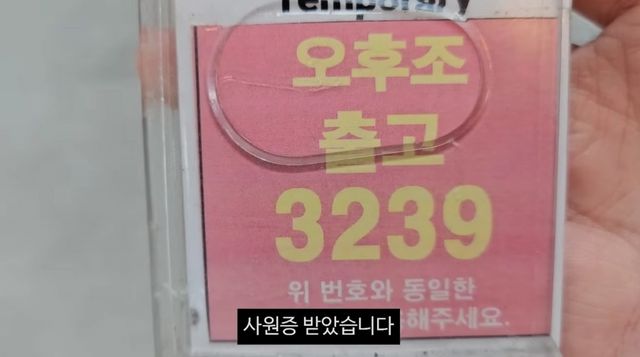 Temporary
오후조
출고
3239
위 번호와 동일한
해주세요.
사원증 받았습니다